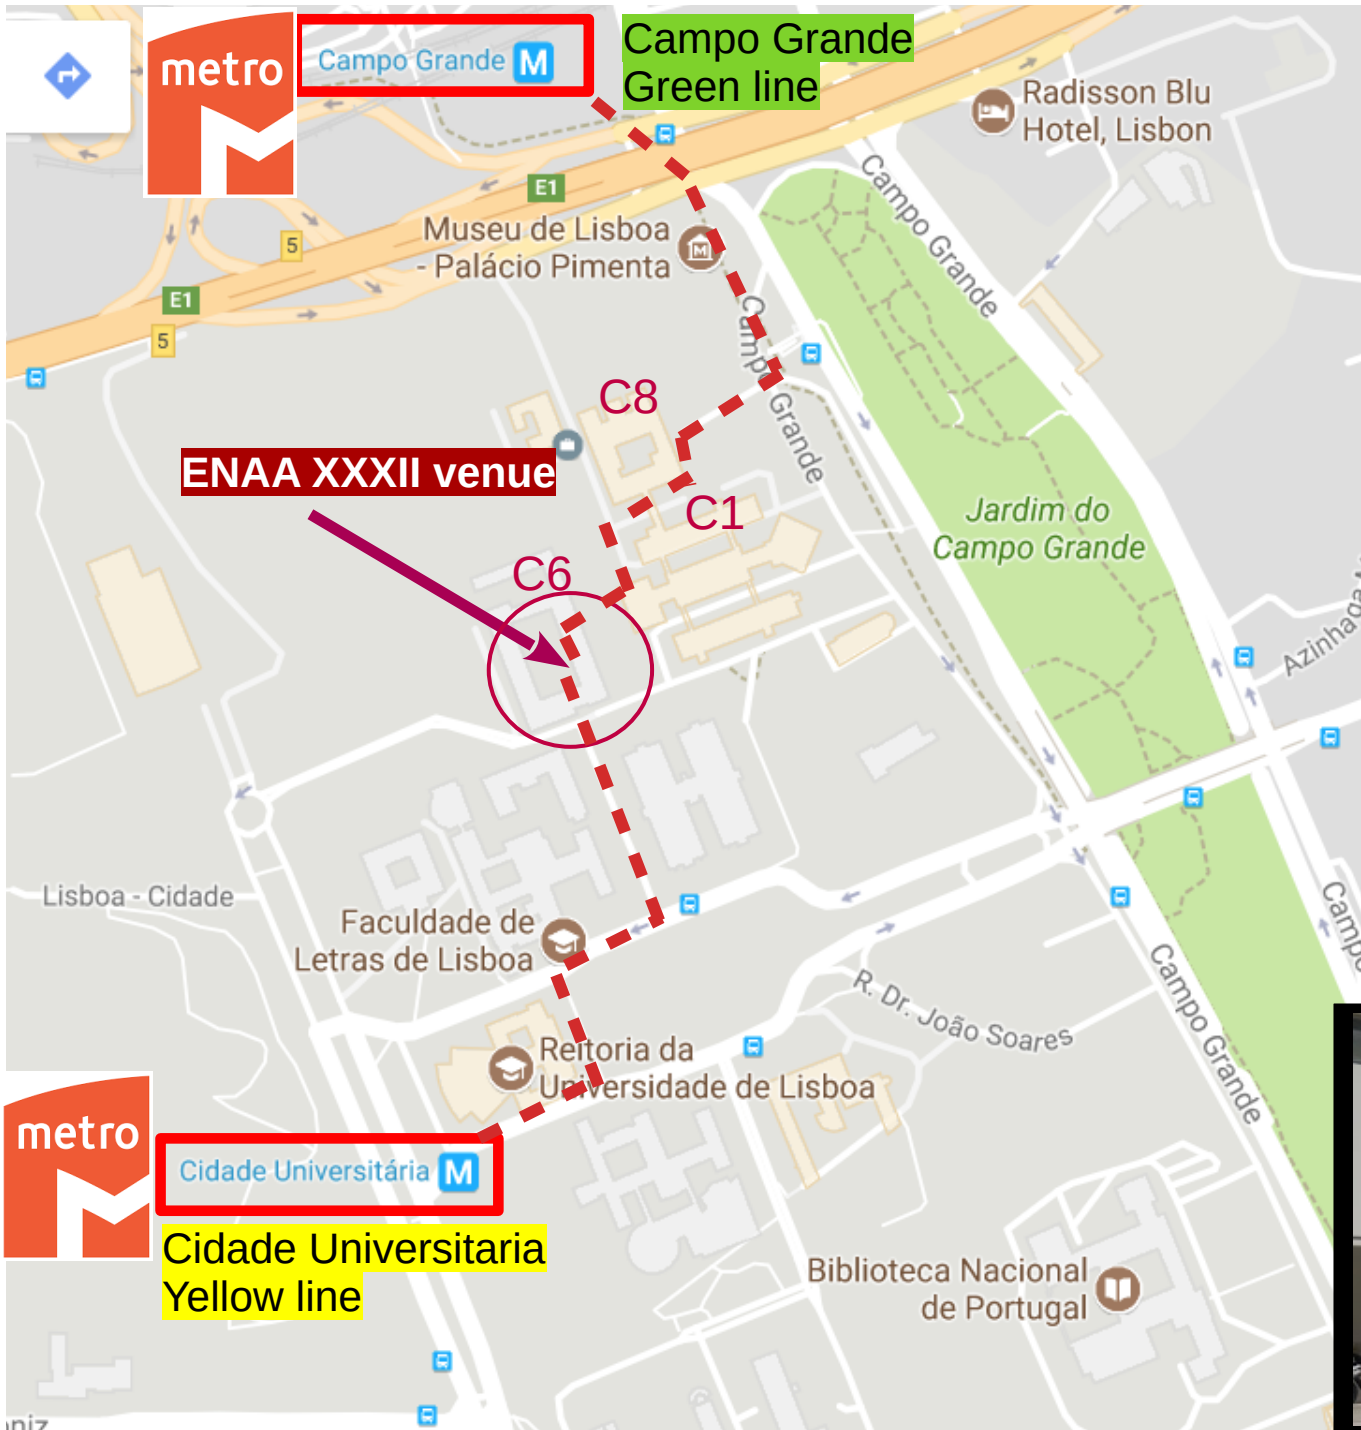 metro
Campo Grande M
Campo Grande
Green line
Radisson Blu
Hotel, Lisbon
E1
Campo Grande
Museu de Lisboa
- Palácio Pimenta
5
E1
5
Campo Grande
C8
ENAA XXXII venue
C1
Jardim do
Campo Grande
C6
Azinhaga
Lisboa - Cidade
Faculdade de
Letras de Lisboa
Campo
R. Dr. João Soares
Campo Grande
Reitoria da
Universidade de Lisboa
metro
Cidade Universitária M
Cidade Universitaria
Yellow line
Biblioteca Nacional
de Portugal